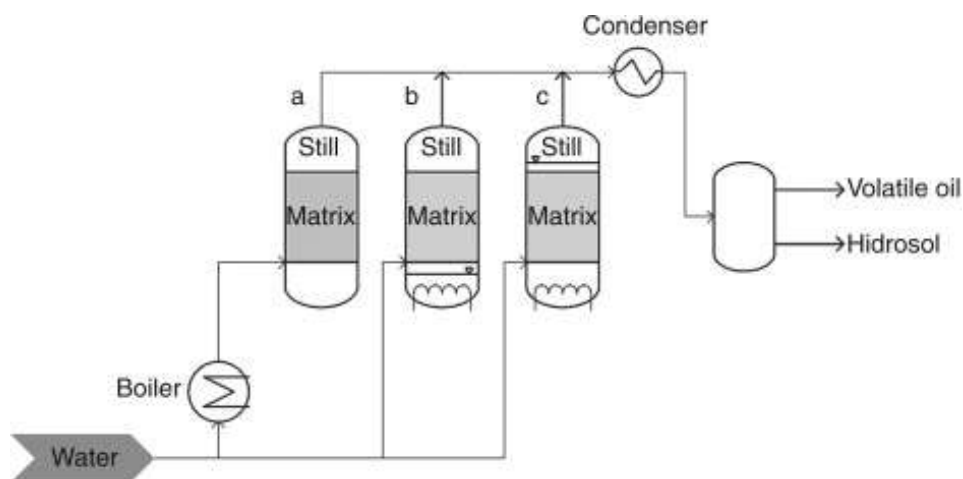 Condenser
a
b
c
Still
Still
Still
Matrix
Matrix
Matrix
Volatile oil
Hidrosol
Boiler
Water